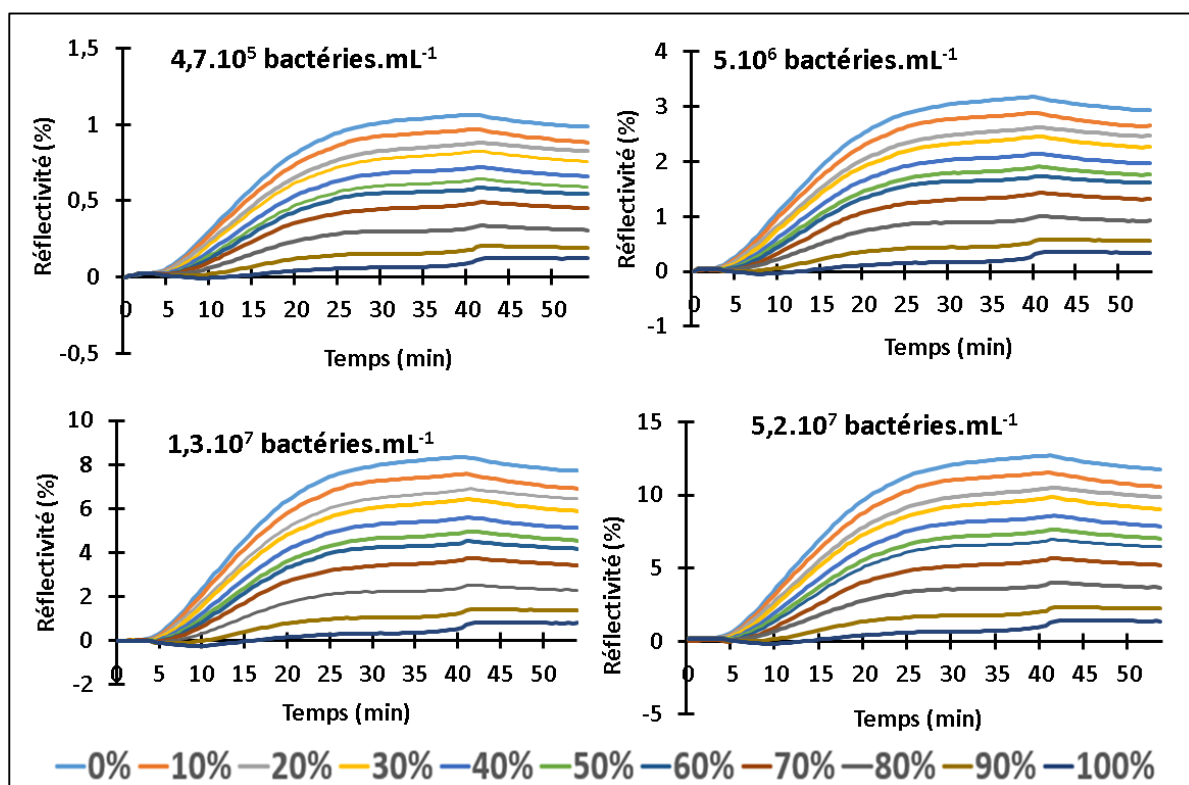 4,7.10⁵ bactéries.mL⁻¹
Réflectivité (%)
1,5
1
0,5
0
-0,5
0 5 10 15 20 25 30 35 40 45 50
Temps (min)
5.10⁶ bactéries.mL⁻¹
Réflectivité (%)
4
3
2
1
0
-1
0 5 10 15 20 25 30 35 40 45 50
Temps (min)
1,3.10⁷ bactéries.mL⁻¹
Réflectivité (%)
10
8
6
4
2
0
-2
0 5 10 15 20 25 30 35 40 45 50
Temps (min)
5,2.10⁷ bactéries.mL⁻¹
Réflectivité (%)
15
10
5
0
-5
0 5 10 15 20 25 30 35 40 45 50
Temps (min)
0% 10% 20% 30% 40% 50% 60% 70% 80% 90% 100%